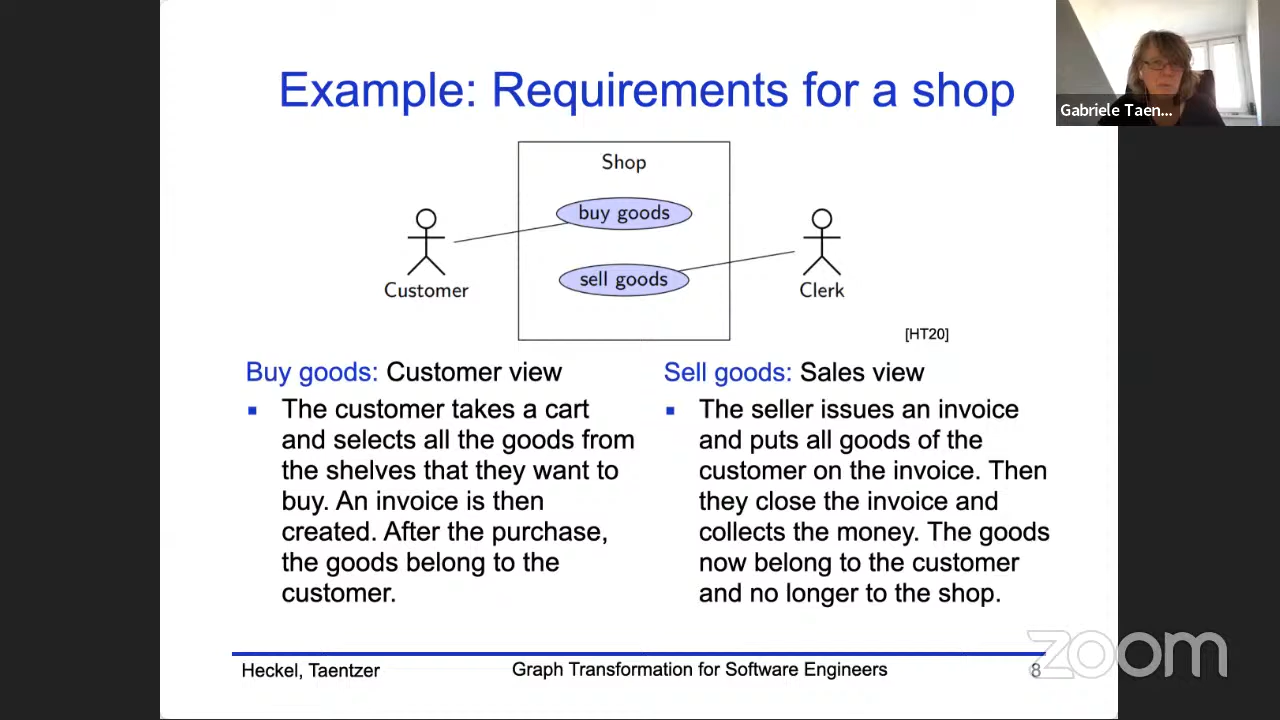 Example: Requirements for a shop
Gabriele Taen...
Shop
buy goods
sell goods
Customer
Clerk
[HT20]
Buy goods: Customer view
▪ The customer takes a cart
and selects all the goods from
the shelves that they want to
buy. An invoice is then
created. After the purchase,
the goods belong to the
customer.
Sell goods: Sales view
▪ The seller issues an invoice
and puts all goods of the
customer on the invoice. Then
they close the invoice and
collects the money. The goods
now belong to the customer
and no longer to the shop.
Heckel, Taentzer
Graph Transformation for Software Engineers
8
zoom